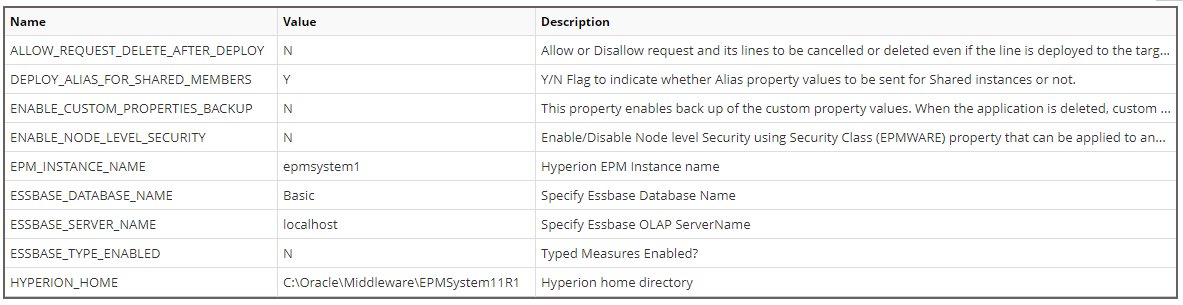 Name Value Description
ALLOW_REQUEST_DELETE_AFTER_DEPLOY N Allow or Disallow request and its lines to be cancelled or deleted even if the line is deployed to the targ...
DEPLOY_ALIAS_FOR_SHARED_MEMBERS Y Y/N Flag to indicate whether Alias property values to be sent for Shared instances or not.
ENABLE_CUSTOM_PROPERTIES_BACKUP N This property enables back up of the custom property values. When the application is deleted, custom ...
ENABLE_NODE_LEVEL_SECURITY N Enable/Disable Node level Security using Security Class (EPMWARE) property that can be applied to an...
EPM_INSTANCE_NAME epmsystem1 Hyperion EPM Instance name
ESSBASE_DATABASE_NAME Basic Specify Essbase Database Name
ESSBASE_SERVER_NAME localhost Specify Essbase OLAP ServerName
ESSBASE_TYPE_ENABLED N Typed Measures Enabled?
HYPERION_HOME C:\Oracle\Middleware\EPMSystem11R1 Hyperion home directory